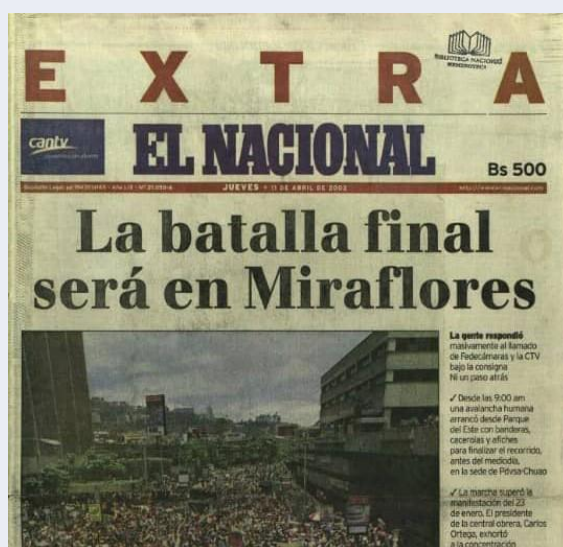 EXTRA
BIBLIOTECA NACIONAL
HEMEROTECA
cantv
EL NACIONAL
Bs 500
JUEVES • 11 DE ABRIL DE 2002
La batalla final
será en Miraflores
La gente respondió
masivamente al llamado
de Fedecámaras y la CTV
bajo la consigna
Ni un paso atrás
✓ Desde las 9:00 am
una avalancha humana
arrancó desde Parque
del Este con banderas,
cacerolas y afiches
para finalizar el recorrido,
antes del mediodía,
en la sede de Pdvsa-Chuao
✓ La marcha superó la
manifestación del 23
de enero. El presidente
de la central obrera, Carlos
Ortega, exhortó
a la concentración